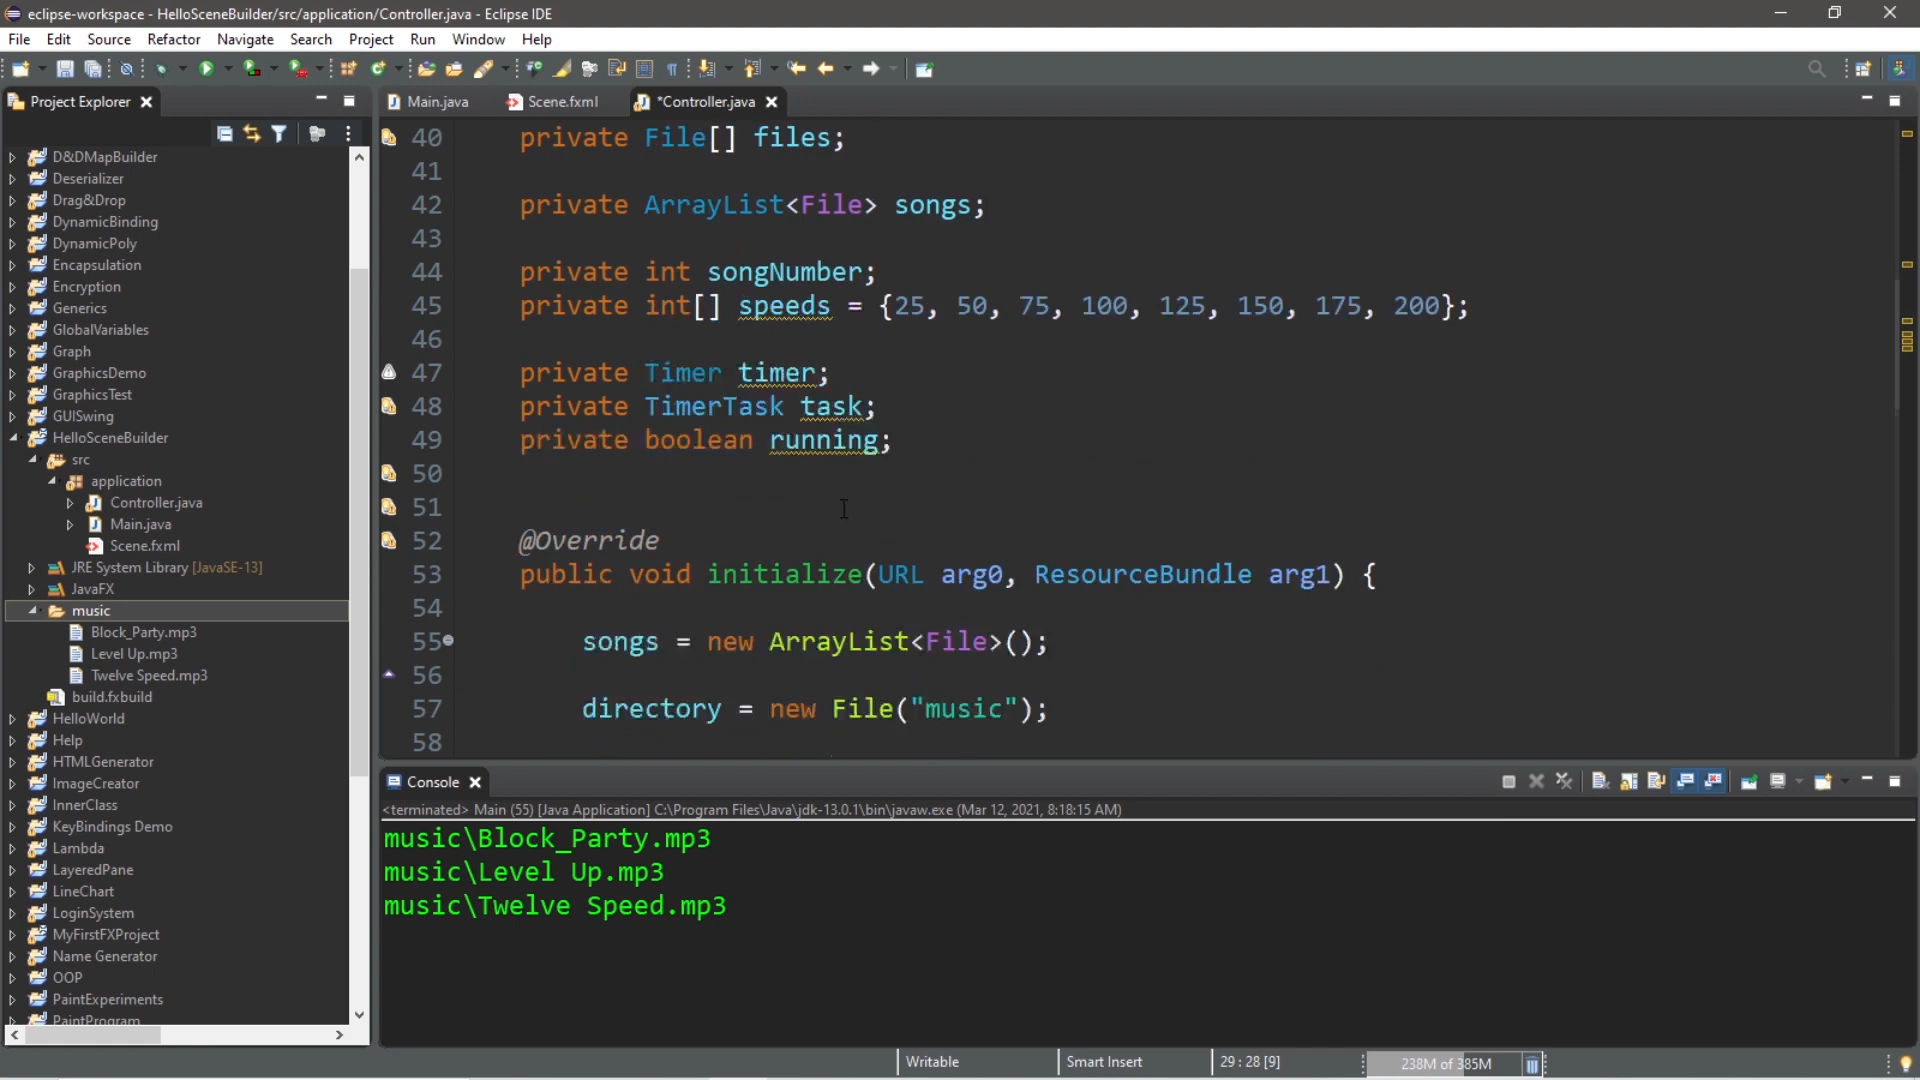 eclipse-workspace - HelloSceneBuilder/src/application/Controller.java - Eclipse IDE
File Edit Source Refactor Navigate Search Project Run Window Help
Project Explorer
Main.java Scene.fxml *Controller.java
D&DMapBuilder
Deserializer
Drag&Drop
DynamicBinding
DynamicPoly
Encapsulation
Encryption
Generics
GlobalVariables
Graph
GraphicsDemo
GraphicsTest
GUISwing
HelloSceneBuilder
src
application
Controller.java
Main.java
Scene.fxml
JRE System Library [JavaSE-13]
JavaFX
music
Block_Party.mp3
Level Up.mp3
Twelve Speed.mp3
build.fxbuild
HelloWorld
Help
HTMLGenerator
ImageCreator
InnerClass
KeyBindings Demo
Lambda
LayeredPane
LineChart
LoginSystem
MyFirstFXProject
Name Generator
OOP
PaintExperiments
PaintProgram
40 private File[] files;
41
42 private ArrayList<File> songs;
43
44 private int songNumber;
45 private int[] speeds = {25, 50, 75, 100, 125, 150, 175, 200};
46
47 private Timer timer;
48 private TimerTask task;
49 private boolean running;
50
51
52 @Override
53 public void initialize(URL arg0, ResourceBundle arg1) {
54
55 songs = new ArrayList<File>();
56
57 directory = new File("music");
58
Console
<terminated> Main (55) [Java Application] C:\Program Files\Java\jdk-13.0.1\bin\javaw.exe (Mar 12, 2021, 8:18:15 AM)
music\Block_Party.mp3
music\Level Up.mp3
music\Twelve Speed.mp3
Writable Smart Insert 29 : 28 [9] 238M of 385M